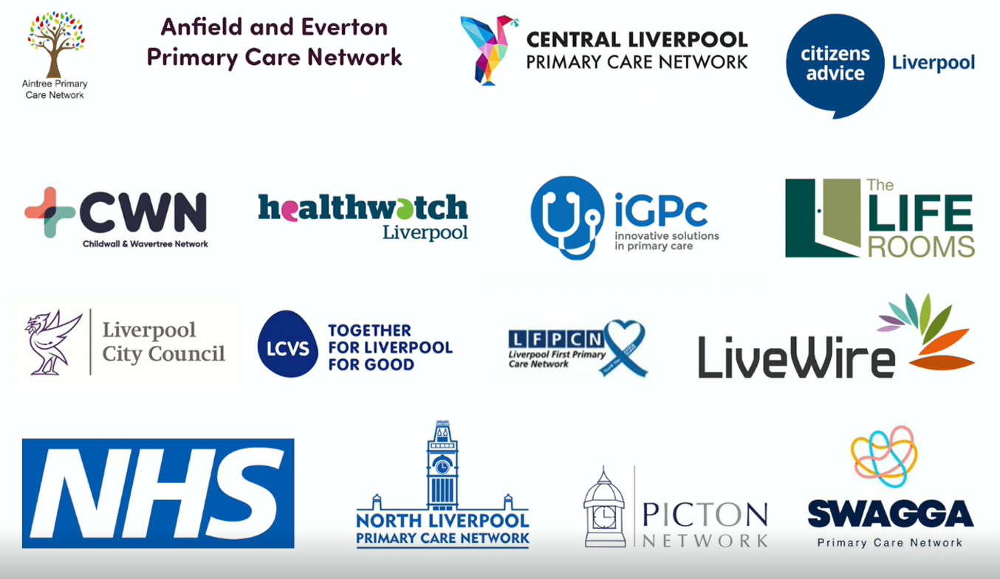 Aintree Primary
Care Network
Anfield and Everton
Primary Care Network
CENTRAL LIVERPOOL
PRIMARY CARE NETWORK
citizens
advice
Liverpool
CWN
Childwall & Wavertree Network
healthwatch
Liverpool
iGPc
innovative solutions
in primary care
The
LIFE
ROOMS
Liverpool
City Council
LCVS
TOGETHER
FOR LIVERPOOL
FOR GOOD
LFPCN
Liverpool First Primary
Care Network
Thank You NHS
LiveWire
NHS
NORTH LIVERPOOL
PRIMARY CARE NETWORK
PICTON
NETWORK
SWAGGA
Primary Care Network